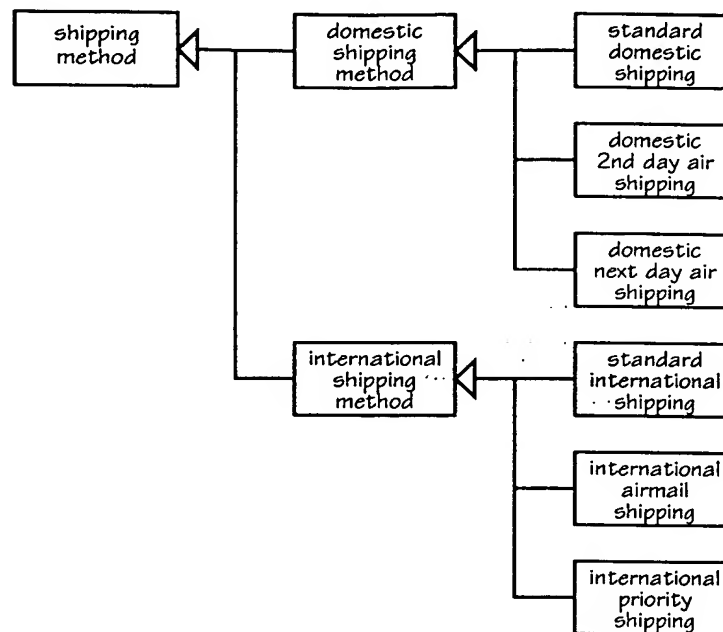 shipping
method
domestic
shipping
method
standard
domestic
shipping
domestic
2nd day air
shipping
domestic
next day air
shipping
international
shipping
method
standard
international
shipping
international
airmail
shipping
international
priority
shipping